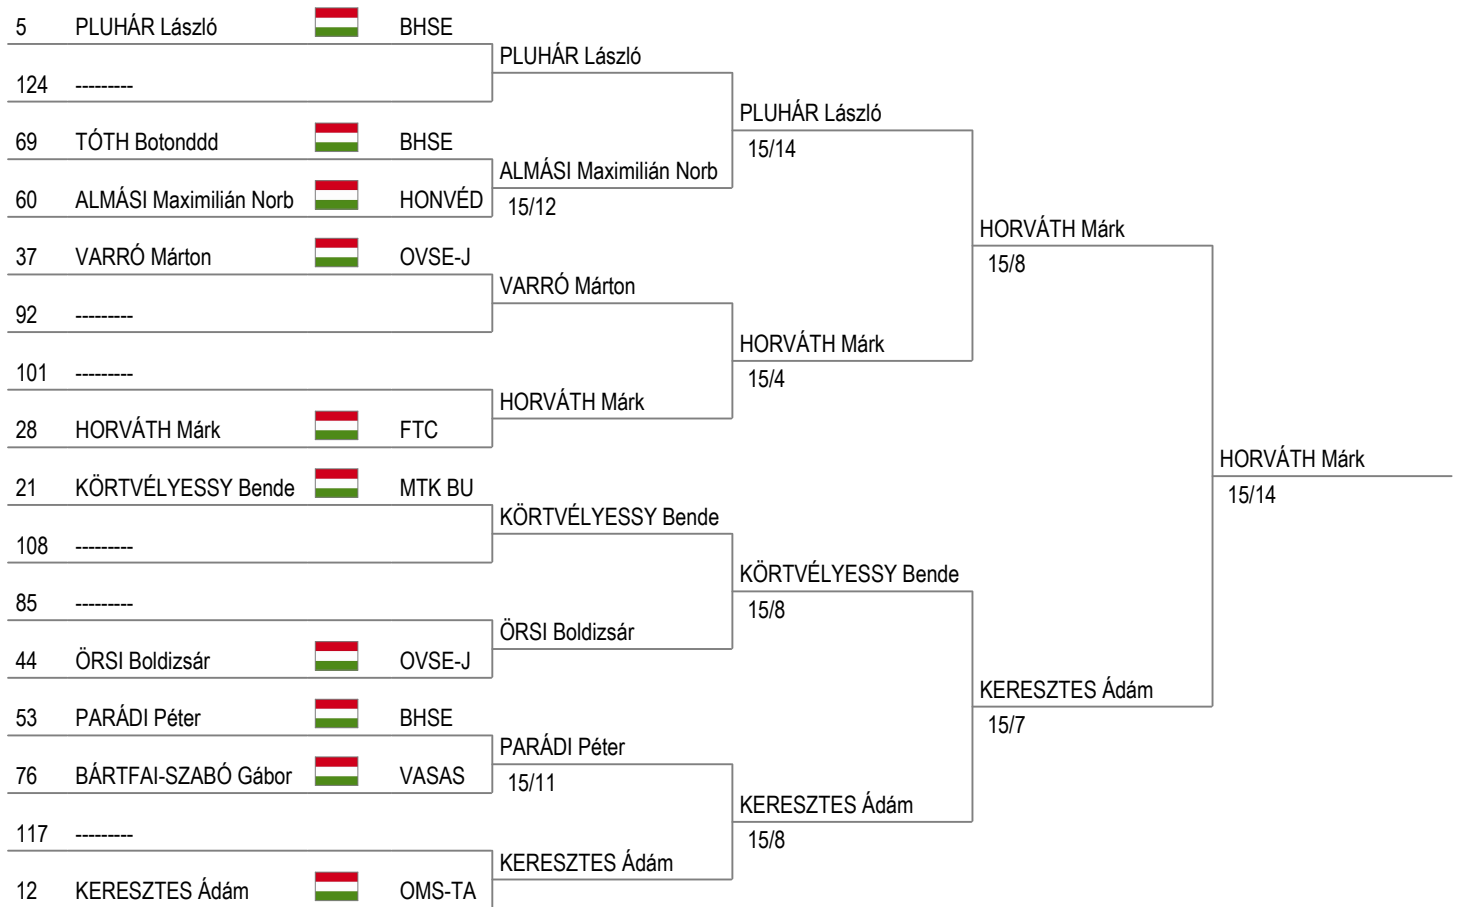 5 PLUHÁR László BHSE
PLUHÁR László
124 ---------
PLUHÁR László
69 TÓTH Botonddd BHSE
15/14
ALMÁSI Maximilián Norb
60 ALMÁSI Maximilián Norb HONVÉD
15/12
HORVÁTH Márk
37 VARRÓ Márton OVSE-J
15/8
VARRÓ Márton
92 ---------
HORVÁTH Márk
101 ---------
15/4
HORVÁTH Márk
28 HORVÁTH Márk FTC
HORVÁTH Márk
21 KÖRTVÉLYESSY Bende MTK BU
15/14
KÖRTVÉLYESSY Bende
108 ---------
KÖRTVÉLYESSY Bende
85 ---------
15/8
ÖRSI Boldizsár
44 ÖRSI Boldizsár OVSE-J
KERESZTES Ádám
53 PARÁDI Péter BHSE
15/7
PARÁDI Péter
76 BÁRTFAI-SZABÓ Gábor VASAS
15/11
KERESZTES Ádám
117 ---------
15/8
KERESZTES Ádám
12 KERESZTES Ádám OMS-TA